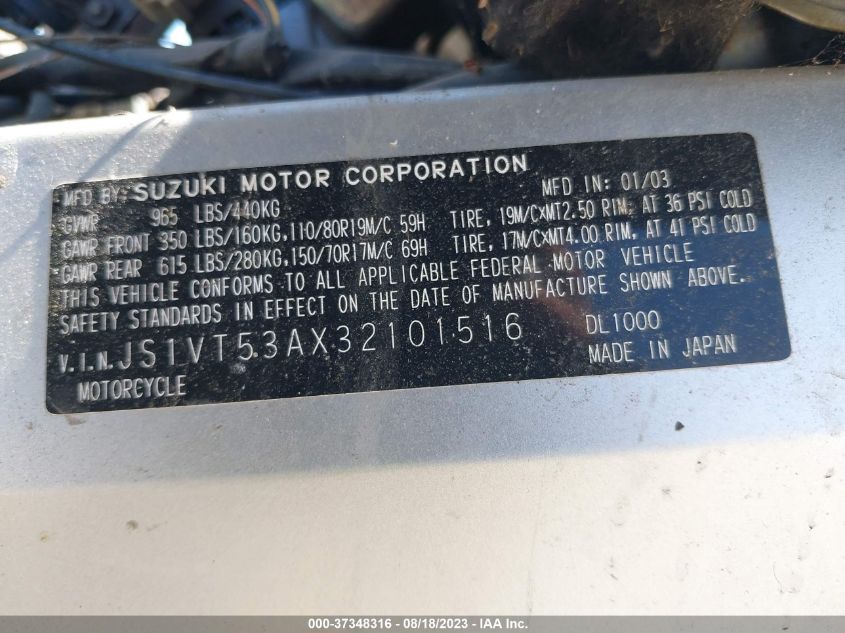 MFD BY: SUZUKI MOTOR CORPORATION MFD IN: 01/03
GVWR 965 LBS/440KG
GAWR FRONT 350 LBS/160KG,110/80R19M/C 59H TIRE, 19M/CxMT2.50 RIM, AT 36 PSI COLD
GAWR REAR 615 LBS/280KG,150/70R17M/C 69H TIRE, 17M/CxMT4.00 RIM, AT 41 PSI COLD
THIS VEHICLE CONFORMS TO ALL APPLICABLE FEDERAL MOTOR VEHICLE
SAFETY STANDARDS IN EFFECT ON THE DATE OF MANUFACTURE SHOWN ABOVE.
V.I.N. JS1VT53AX32101516 DL1000
MOTORCYCLE MADE IN JAPAN
000-37348316 - 08/18/2023 - IAA Inc.